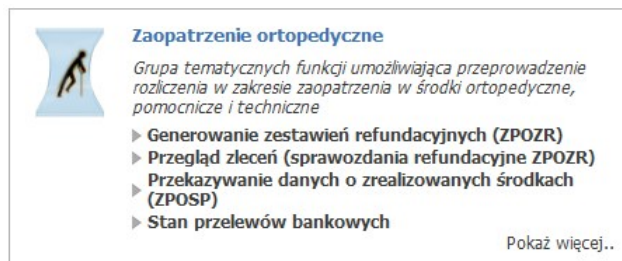 Zaopatrzenie ortopedyczne
Grupa tematycznych funkcji umożliwiająca przeprowadzenie
rozliczenia w zakresie zaopatrzenia w środki ortopedyczne,
pomocnicze i techniczne
Generowanie zestawień refundacyjnych (ZPOZR)
Przegląd zleceń (sprawozdania refundacyjne ZPOZR)
Przekazywanie danych o zrealizowanych środkach
(ZPOSP)
Stan przelewów bankowych
Pokaż więcej..